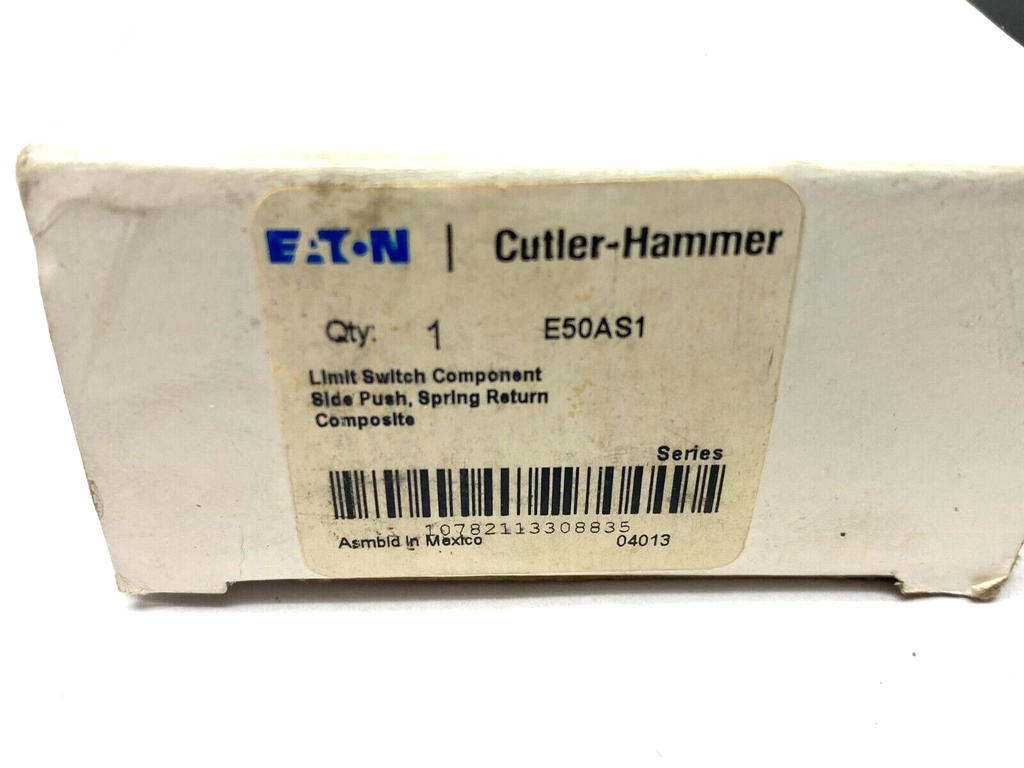 EATON | Cutler-Hammer
Qty: 1 E50AS1
Limit Switch Component
Side Push, Spring Return
Composite
Series
10782113308835
Asmbld in Mexico 04013